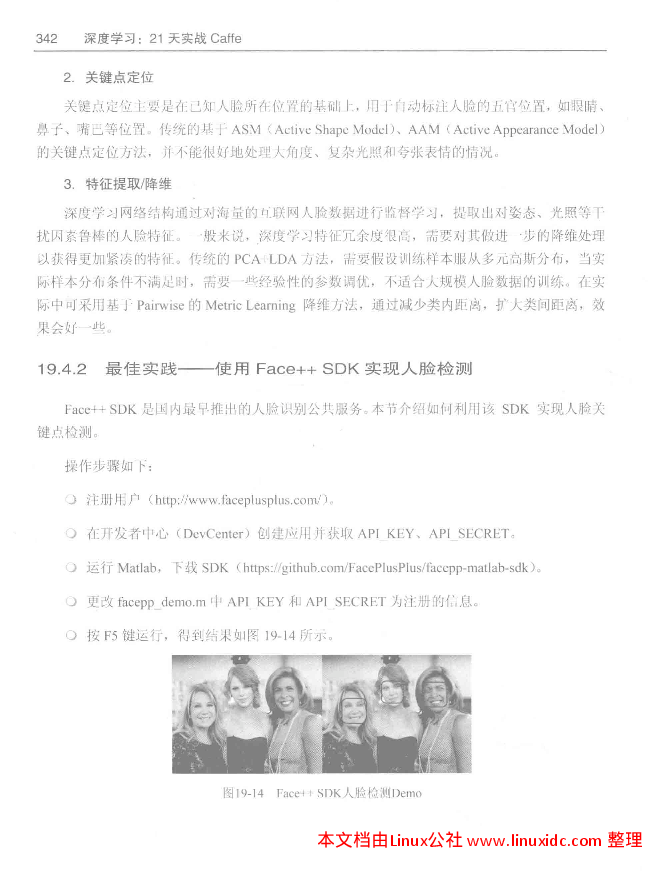 342 深度学习：21 天实战 Caffe
2. 关键点定位
关键点定位主要是在已知人脸所在位置的基础上，用于自动标注人脸的五官位置，如眼睛、
鼻子、嘴巴等位置。传统的基于 ASM（Active Shape Model）、AAM（Active Appearance Model）
的关键点定位方法，并不能很好地处理大角度、复杂光照和夸张表情的情况。
3. 特征提取/降维
深度学习网络结构通过对海量的互联网人脸数据进行监督学习，提取出对姿态、光照等干
扰因素鲁棒的人脸特征。一般来说，深度学习特征冗余度很高，需要对其做进一步的降维处理
以获得更加紧凑的特征。传统的 PCA+LDA 方法，需要假设训练样本服从多元高斯分布，当实
际样本分布条件不满足时，需要一些经验性的参数调优，不适合大规模人脸数据的训练。在实
际中可采用基于 Pairwise 的 Metric Learning 降维方法，通过减少类内距离，扩大类间距离，效
果会好一些。
19.4.2 最佳实践——使用 Face++ SDK 实现人脸检测
Face++ SDK 是国内最早推出的人脸识别公共服务。本节介绍如何利用该 SDK 实现人脸关
键点检测。
操作步骤如下：
❍ 注册用户（http://www.faceplusplus.com/）。
❍ 在开发者中心（DevCenter）创建应用并获取 API_KEY、API_SECRET。
❍ 运行 Matlab，下载 SDK（https://github.com/FacePlusPlus/facepp-matlab-sdk）。
❍ 更改 facepp_demo.m 中 API_KEY 和 API_SECRET 为注册的信息。
❍ 按 F5 键运行，得到结果如图 19-14 所示。
图19-14 Face++ SDK人脸检测Demo
本文档由Linux公社 www.linuxidc.com 整理